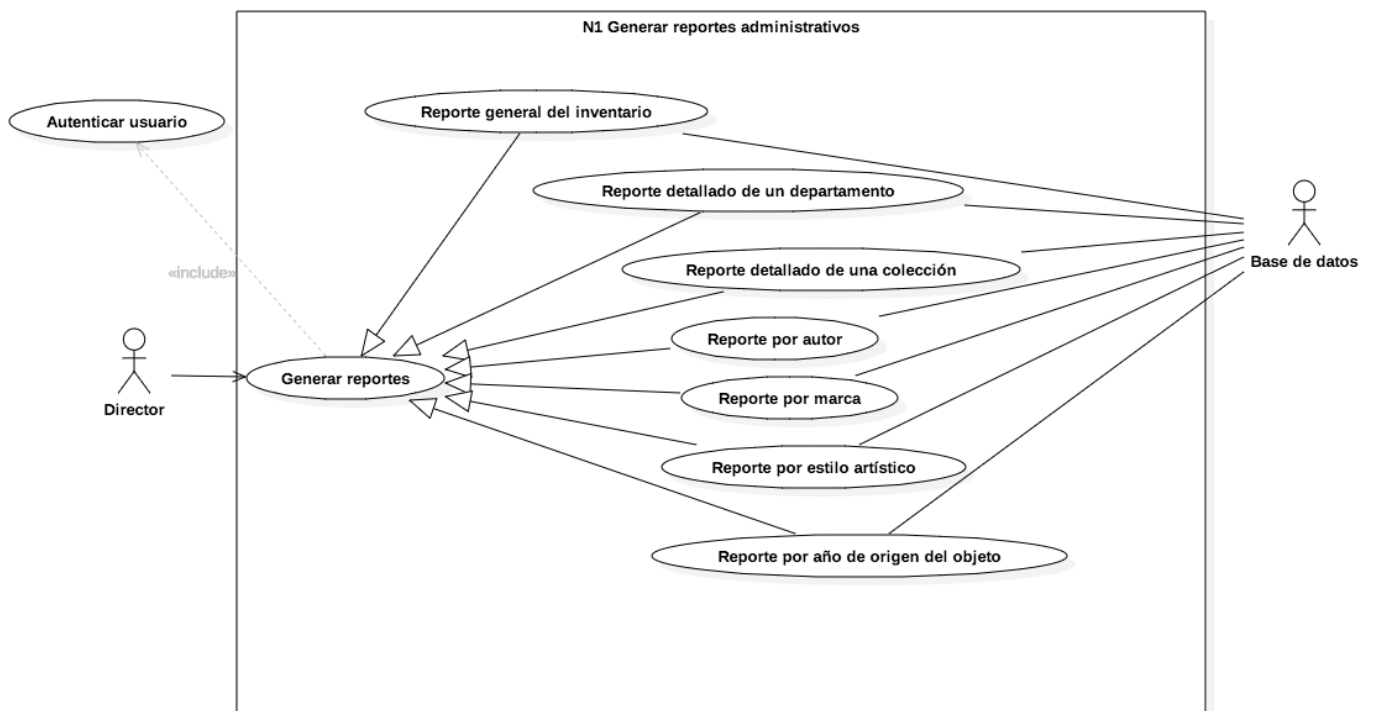 N1 Generar reportes administrativos
Reporte general del inventario
Autenticar usuario
Reporte detallado de un departamento
Base de datos
Reporte detallado de una colección
«include»
Reporte por autor
Generar reportes
Reporte por marca
Director
Reporte por estilo artístico
Reporte por año de origen del objeto